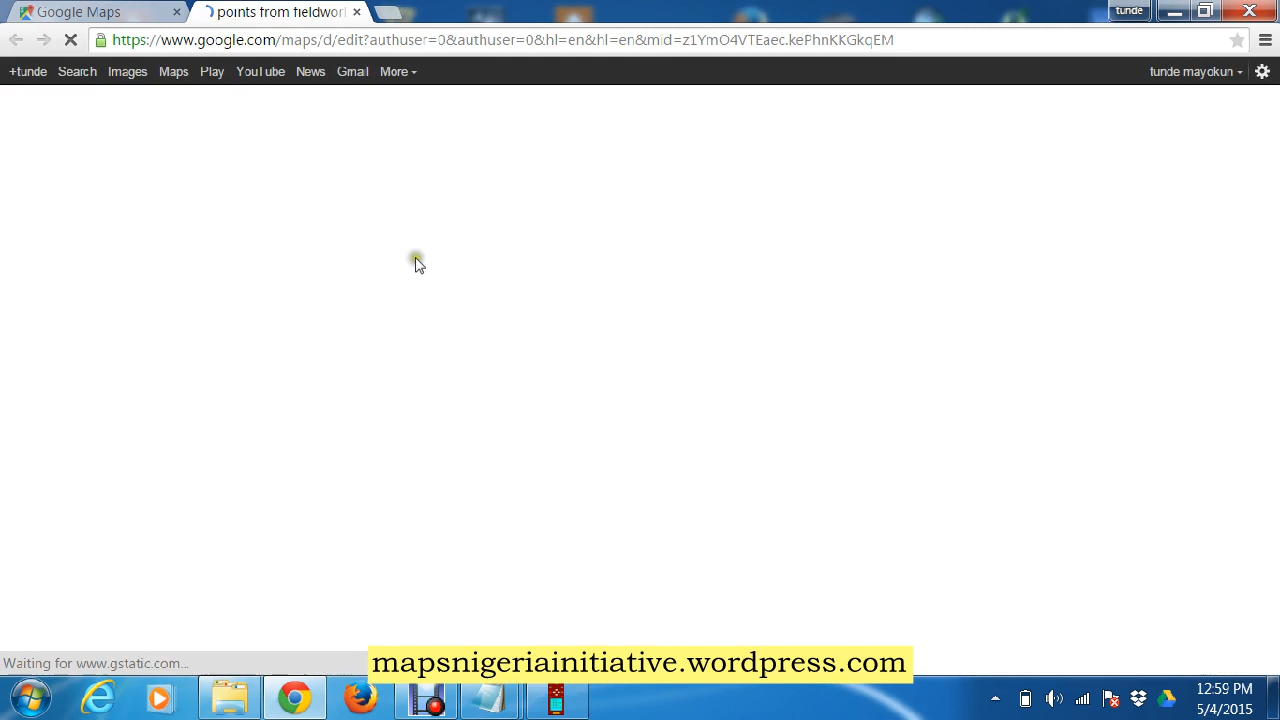 Google Maps
points from fieldwork
tunde
https://www.google.com/maps/d/edit?authuser=0&authuser=0&hl=en&hl=en&mid=z1YmO4VTEaec.kePhnKKGkqEM
+tunde Search Images Maps Play YouTube News Gmail More
tunde mayokun
Waiting for www.gstatic.com...
mapsnigeriainitiative.wordpress.com
12:59 PM
5/4/2015